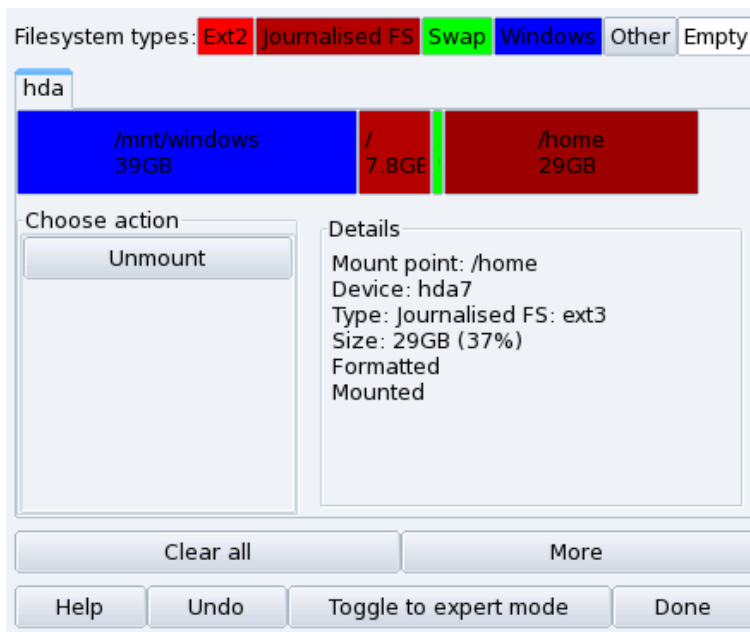 Filesystem types: Ext2 Journalised FS Swap Windows Other Empty
hda
/mnt/windows
39GB
/
7.8GB
/home
29GB
Choose action
Unmount
Details
Mount point: /home
Device: hda7
Type: Journalised FS: ext3
Size: 29GB (37%)
Formatted
Mounted
Clear all
More
Help
Undo
Toggle to expert mode
Done